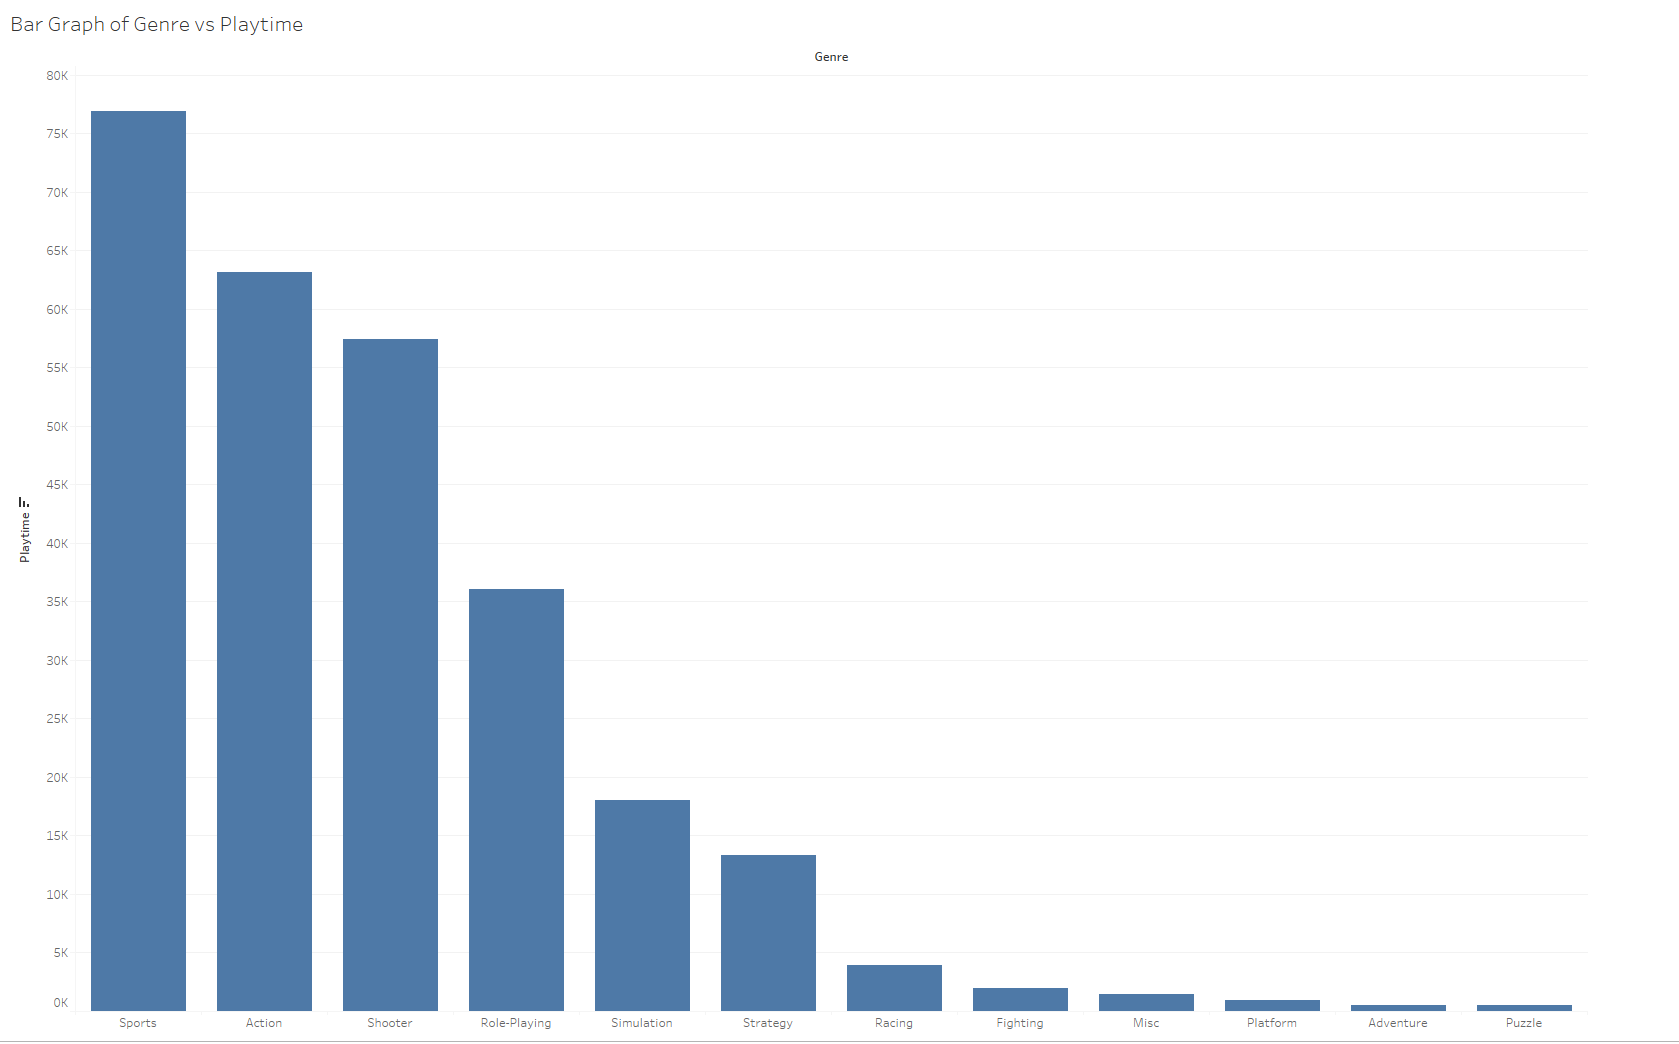 Bar Graph of Genre vs Playtime
Genre
80K
75K
70K
65K
60K
55K
50K
45K
40K
35K
30K
25K
20K
15K
10K
5K
0K
Playtime
Sports Action Shooter Role-Playing Simulation Strategy Racing Fighting Misc Platform Adventure Puzzle